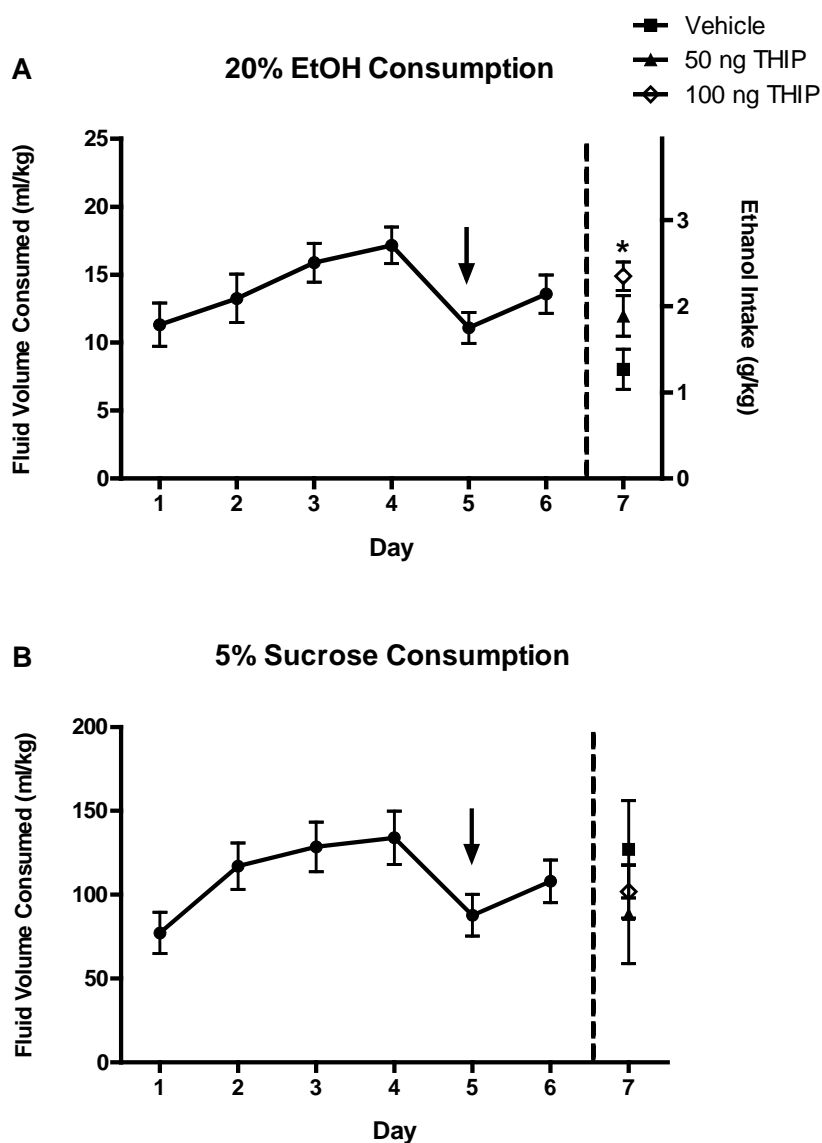 Vehicle
50 ng THIP
100 ng THIP
A
20% EtOH Consumption
Fluid Volume Consumed (ml/kg)
25
20
15
10
5
0
*
3
2
1
0
Ethanol Intake (g/kg)
1 2 3 4 5 6 7
Day
B
5% Sucrose Consumption
Fluid Volume Consumed (ml/kg)
200
150
100
50
0
1 2 3 4 5 6 7
Day